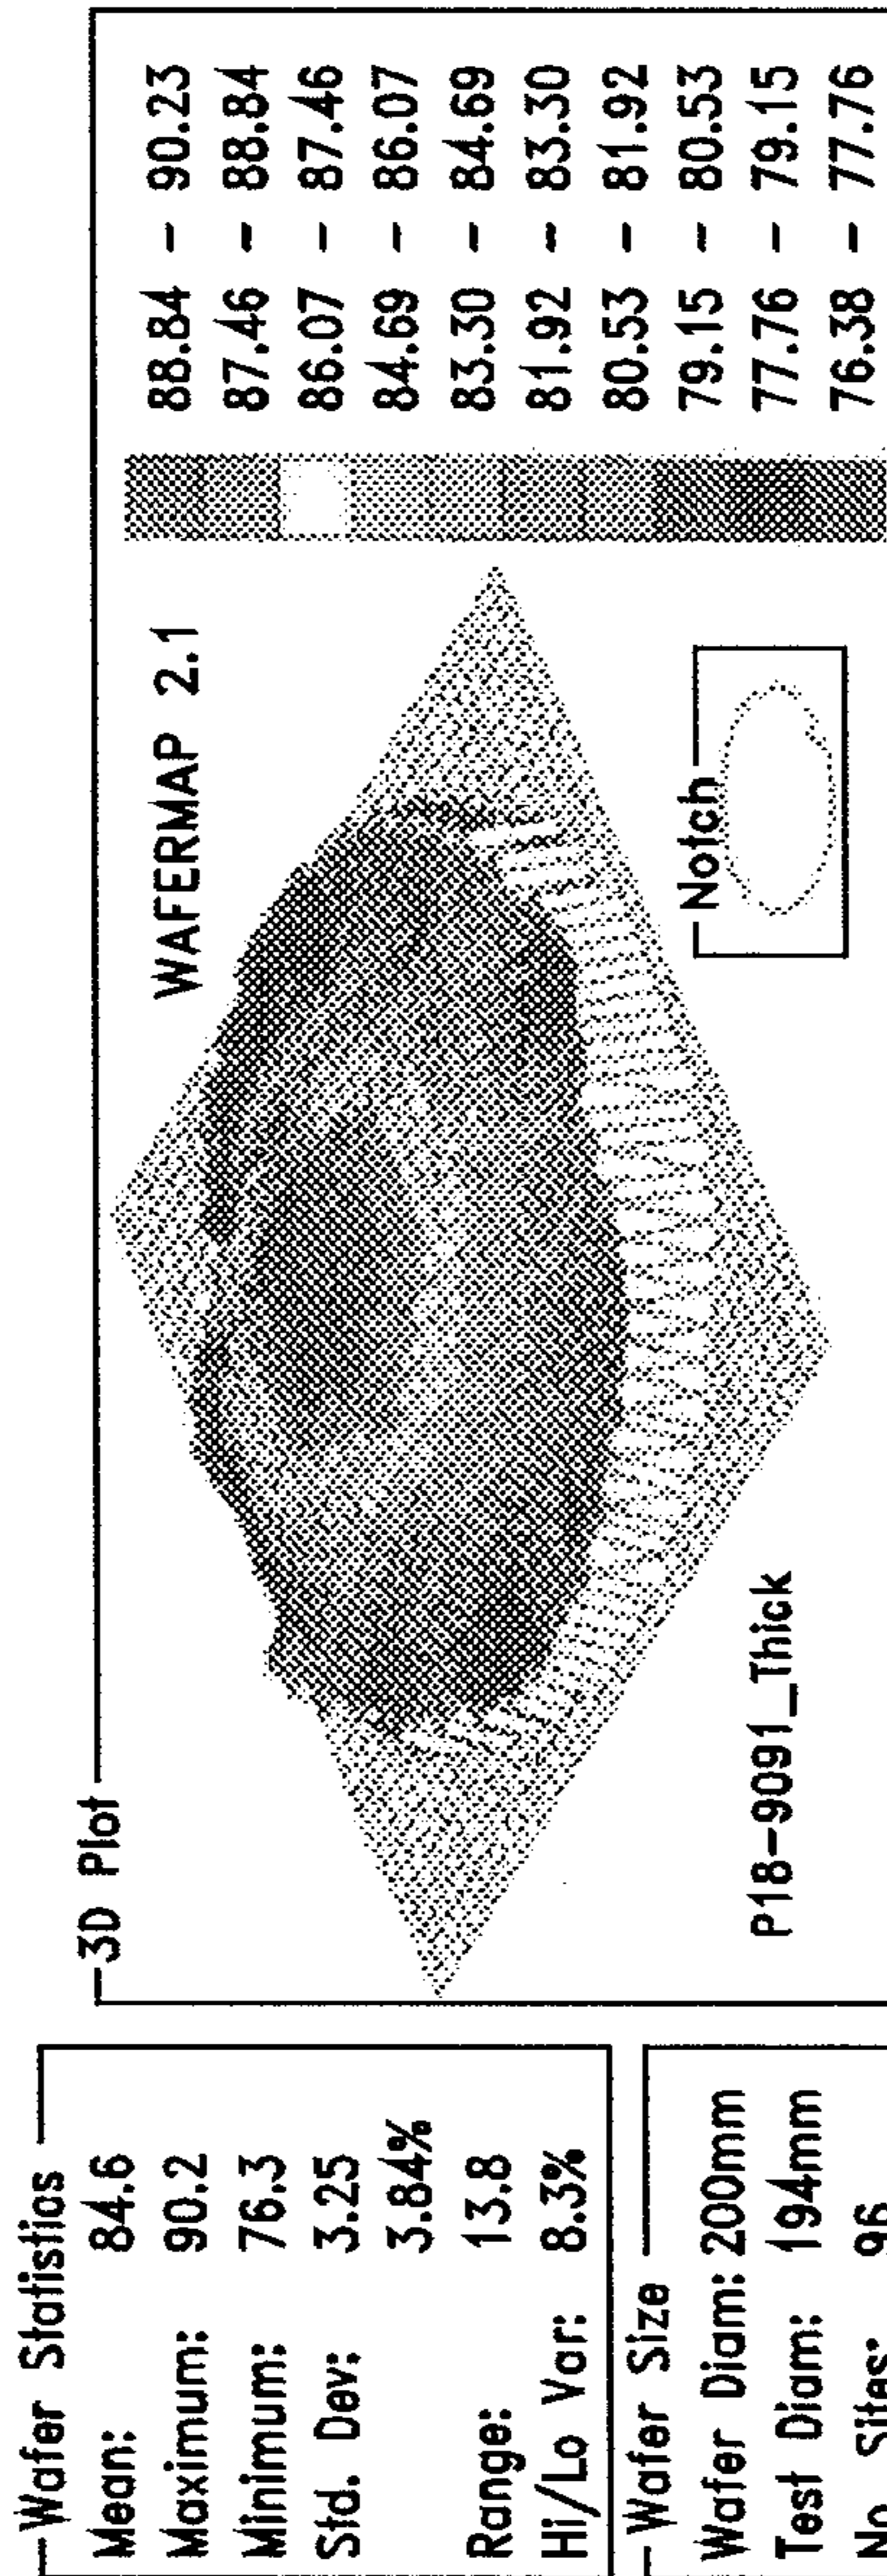 Wafer Statistics
Mean: 84.6
Maximum: 90.2
Minimum: 76.3
Std. Dev: 3.25
3.84%
Range: 13.8
Hi/Lo Var: 8.3%
Wafer Size
Wafer Diam: 200mm
Test Diam: 194mm
No. Sites: 96
3D Plot
WAFERMAP 2.1
P18-9091_Thick
Notch
88.84 - 90.23
87.46 - 88.84
86.07 - 87.46
84.69 - 86.07
83.30 - 84.69
81.92 - 83.30
80.53 - 81.92
79.15 - 80.53
77.76 - 79.15
76.38 - 77.76